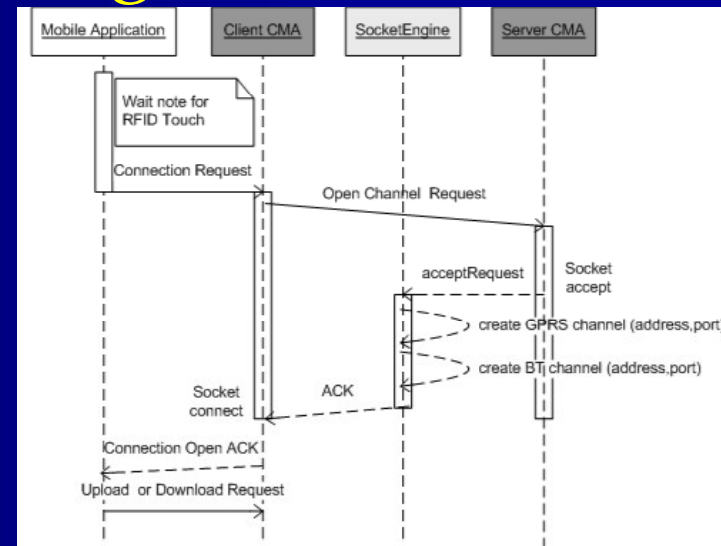 Mobile Application
Client CMA
SocketEngine
Server CMA
Wait note for
RFID Touch
Connection Request
Open Channel Request
acceptRequest
Socket
accept
create GPRS channel (address,port)
create BT channel (address,port)
Socket
connect
ACK
Connection Open ACK
Upload or Download Request